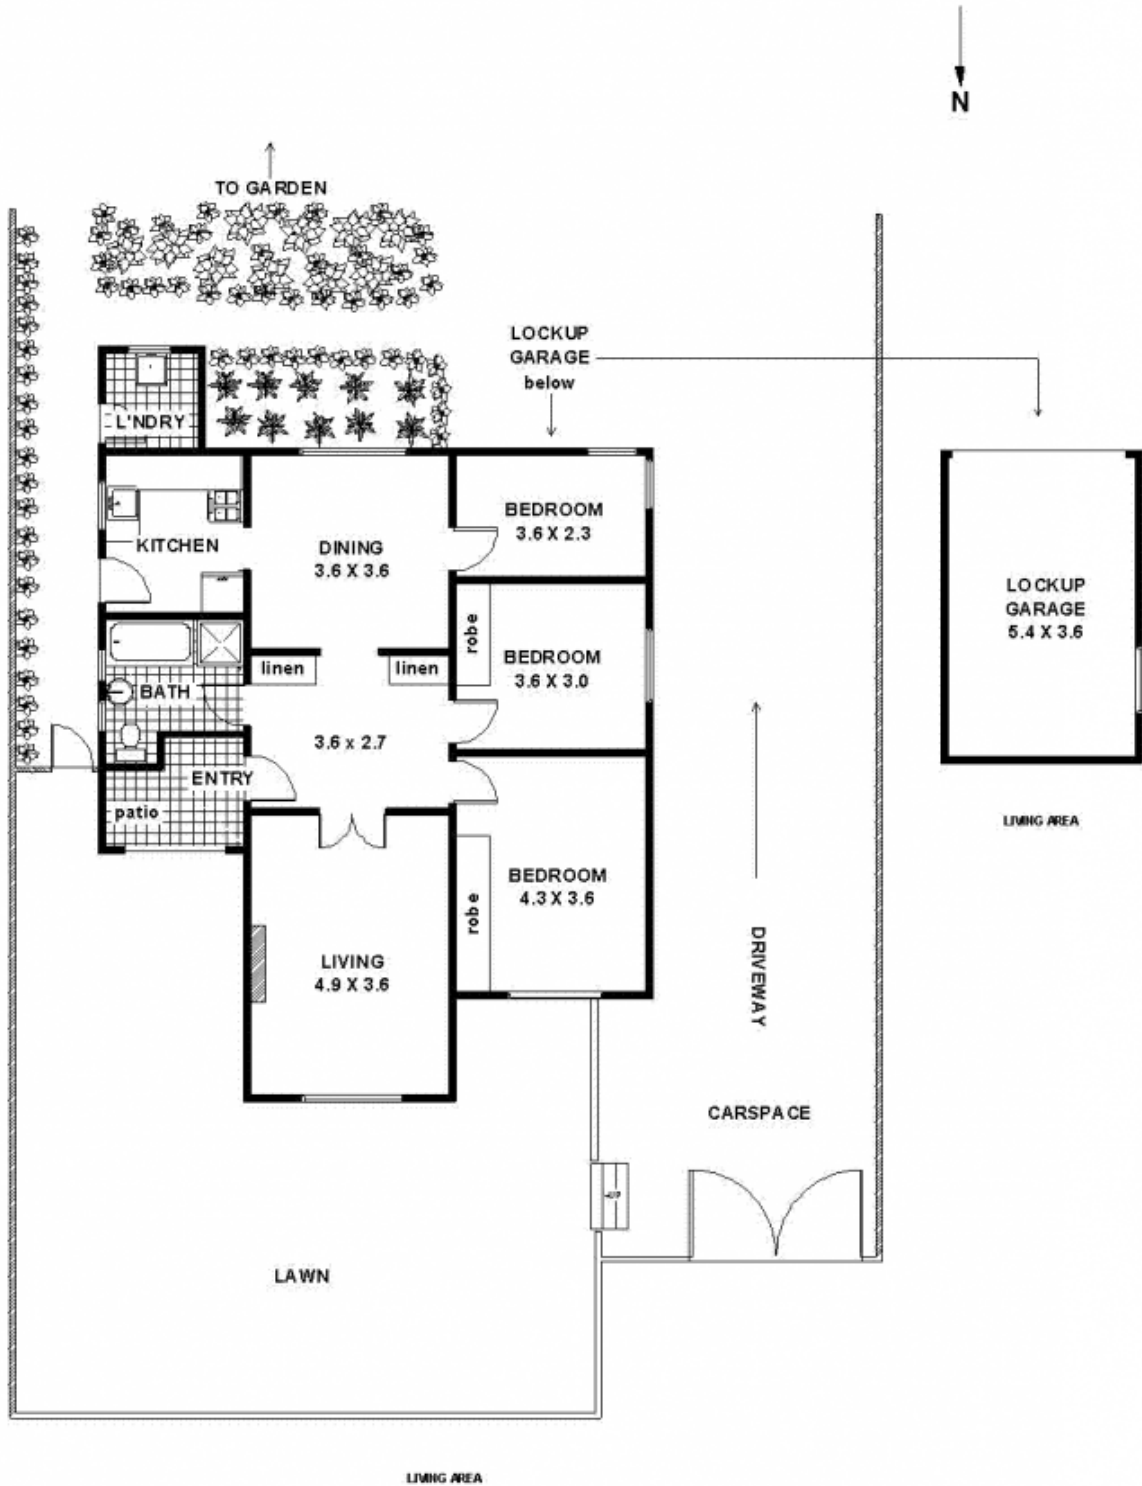 N
TO GARDEN
LOCKUP
GARAGE
below
L'NDRY
BEDROOM
3.6 X 2.3
KITCHEN
DINING
3.6 X 3.6
LOCKUP
GARAGE
5.4 X 3.6
robe
linen
linen
BEDROOM
3.6 X 3.0
BATH
3.6 x 2.7
ENTRY
patio
LIVING AREA
BEDROOM
4.3 X 3.6
robe
LIVING
4.9 X 3.6
DRIVEWAY
CARSPACE
LAWN
LIVING AREA